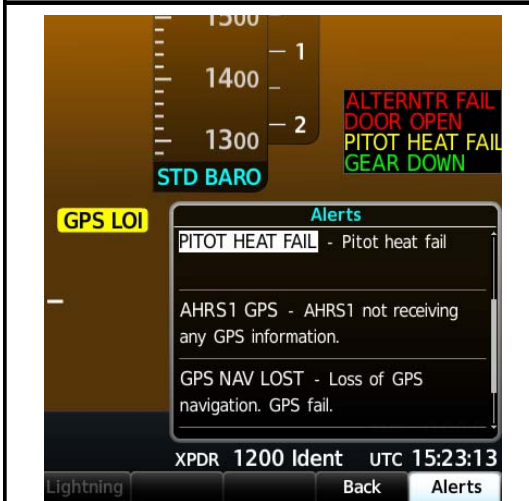 1500
1
1400
2
1300
STD BARO
ALTERNTR FAIL
DOOR OPEN
PITOT HEAT FAIL
GEAR DOWN
GPS LOI
Alerts
PITOT HEAT FAIL - Pitot heat fail
AHRS1 GPS - AHRS1 not receiving
any GPS information.
GPS NAV LOST - Loss of GPS
navigation. GPS fail.
XPDR 1200 Ident UTC 15:23:13
Lightning Back Alerts